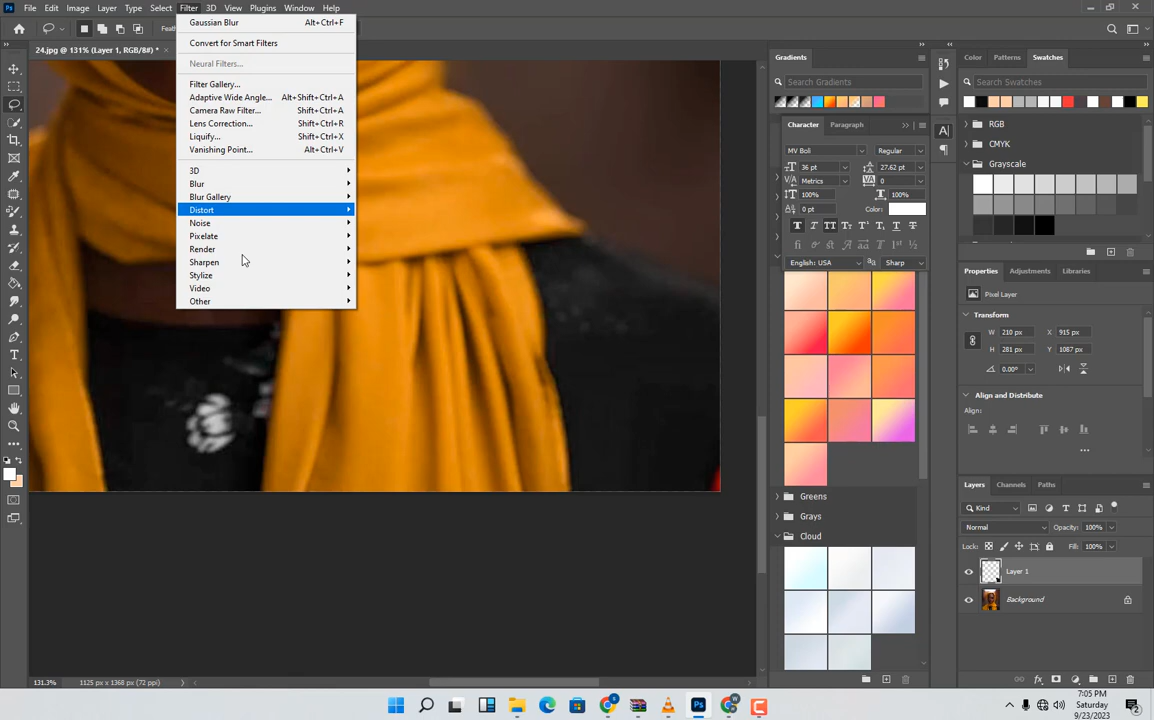 Ps File Edit Image Layer Type Select Filter 3D View Plugins Window Help
24.jpg @ 131% (Layer 1, RGB/8#) * ×
Gaussian Blur Alt+Ctrl+F
Convert for Smart Filters
Neural Filters...
Filter Gallery...
Adaptive Wide Angle... Alt+Shift+Ctrl+A
Camera Raw Filter... Shift+Ctrl+A
Lens Correction... Shift+Ctrl+R
Liquify... Shift+Ctrl+X
Vanishing Point... Alt+Ctrl+V
3D
Blur
Blur Gallery
Distort
Noise
Pixelate
Render
Sharpen
Stylize
Video
Other
Gradients
Search Gradients
Character Paragraph
MV Boli Regular
36 pt 27.62 pt
Metrics 0
100% 100%
0 pt Color:
English: USA Sharp
Greens
Grays
Cloud
Color Patterns Swatches
Search Swatches
RGB
CMYK
Grayscale
Properties Adjustments Libraries
Pixel Layer
Transform
W 210 px X 915 px
H 281 px Y 1087 px
0.00°
Align and Distribute
Align:
Layers Channels Paths
Kind
Normal Opacity: 100%
Lock: Fill: 100%
Layer 1
Background
131.3% 1125 px x 1368 px (72 ppi)
7:05 PM
Saturday
9/23/2023
2